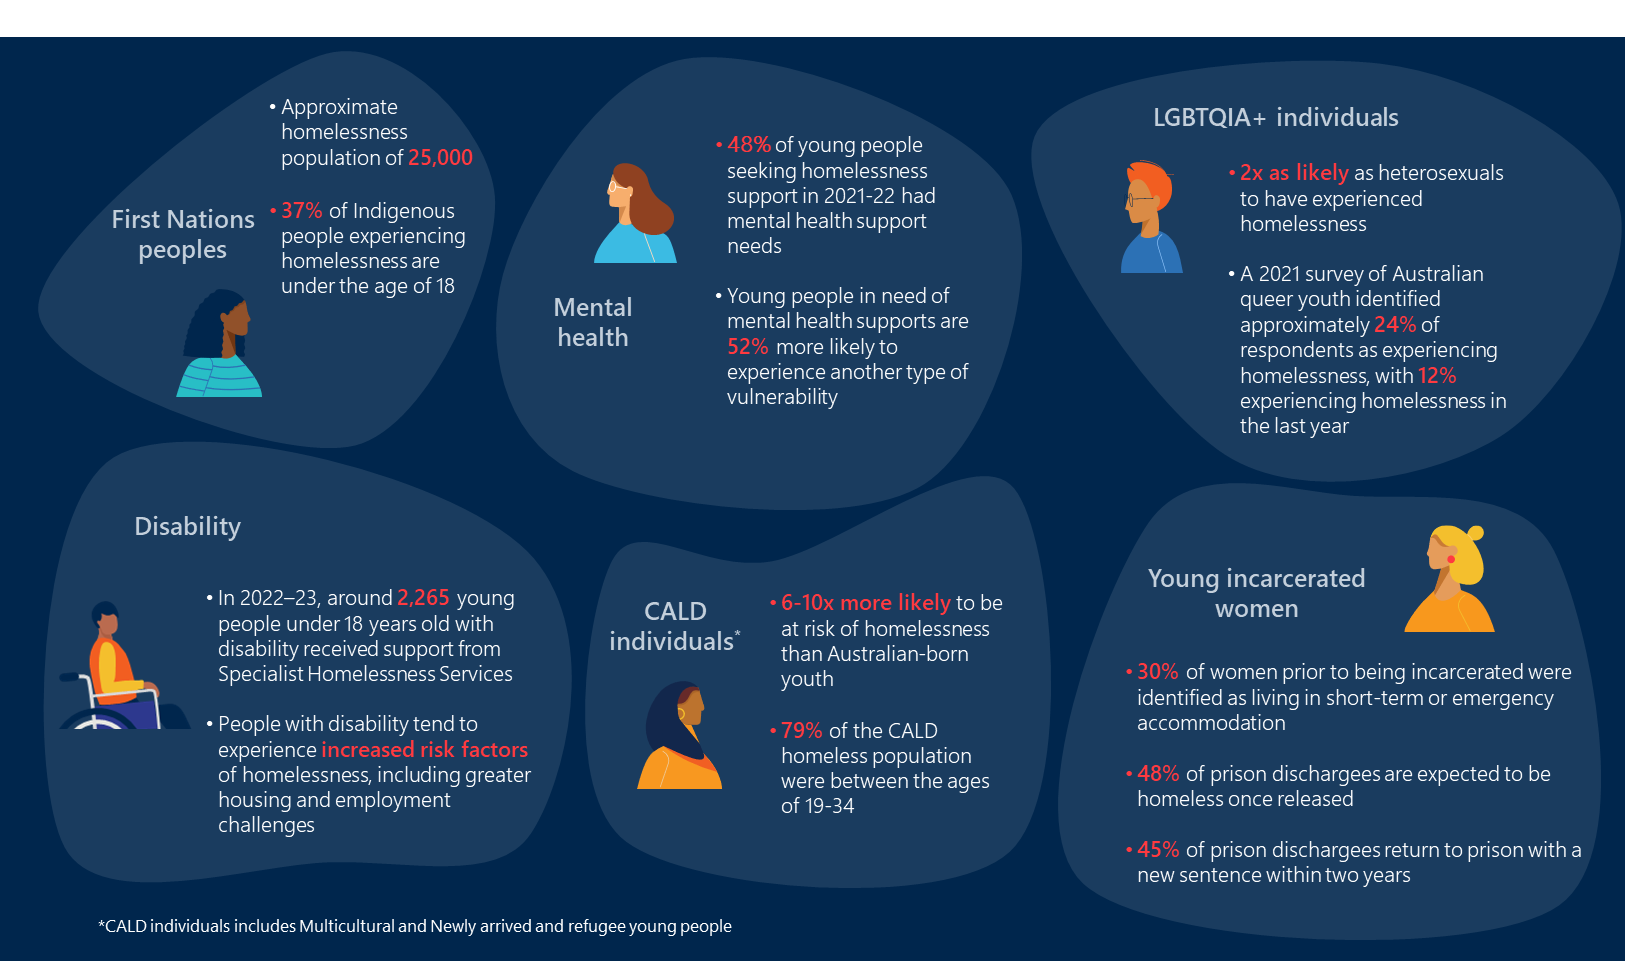 First Nations
peoples
• Approximate
homelessness
population of 25,000
• 37% of Indigenous
people experiencing
homelessness are
under the age of 18
Mental
health
• 48% of young people
seeking homelessness
support in 2021-22 had
mental health support
needs
• Young people in need of
mental health supports are
52% more likely to
experience another type of
vulnerability
LGBTQIA+ individuals
• 2x as likely as heterosexuals
to have experienced
homelessness
• A 2021 survey of Australian
queer youth identified
approximately 24% of
respondents as experiencing
homelessness, with 12%
experiencing homelessness in
the last year
Disability
• In 2022–23, around 2,265 young
people under 18 years old with
disability received support from
Specialist Homelessness Services
• People with disability tend to
experience increased risk factors
of homelessness, including greater
housing and employment
challenges
CALD
individuals*
• 6-10x more likely to be
at risk of homelessness
than Australian-born
youth
• 79% of the CALD
homeless population
were between the ages
of 19-34
Young incarcerated
women
• 30% of women prior to being incarcerated were
identified as living in short-term or emergency
accommodation
• 48% of prison dischargees are expected to be
homeless once released
• 45% of prison dischargees return to prison with a
new sentence within two years
*CALD individuals includes Multicultural and Newly arrived and refugee young people